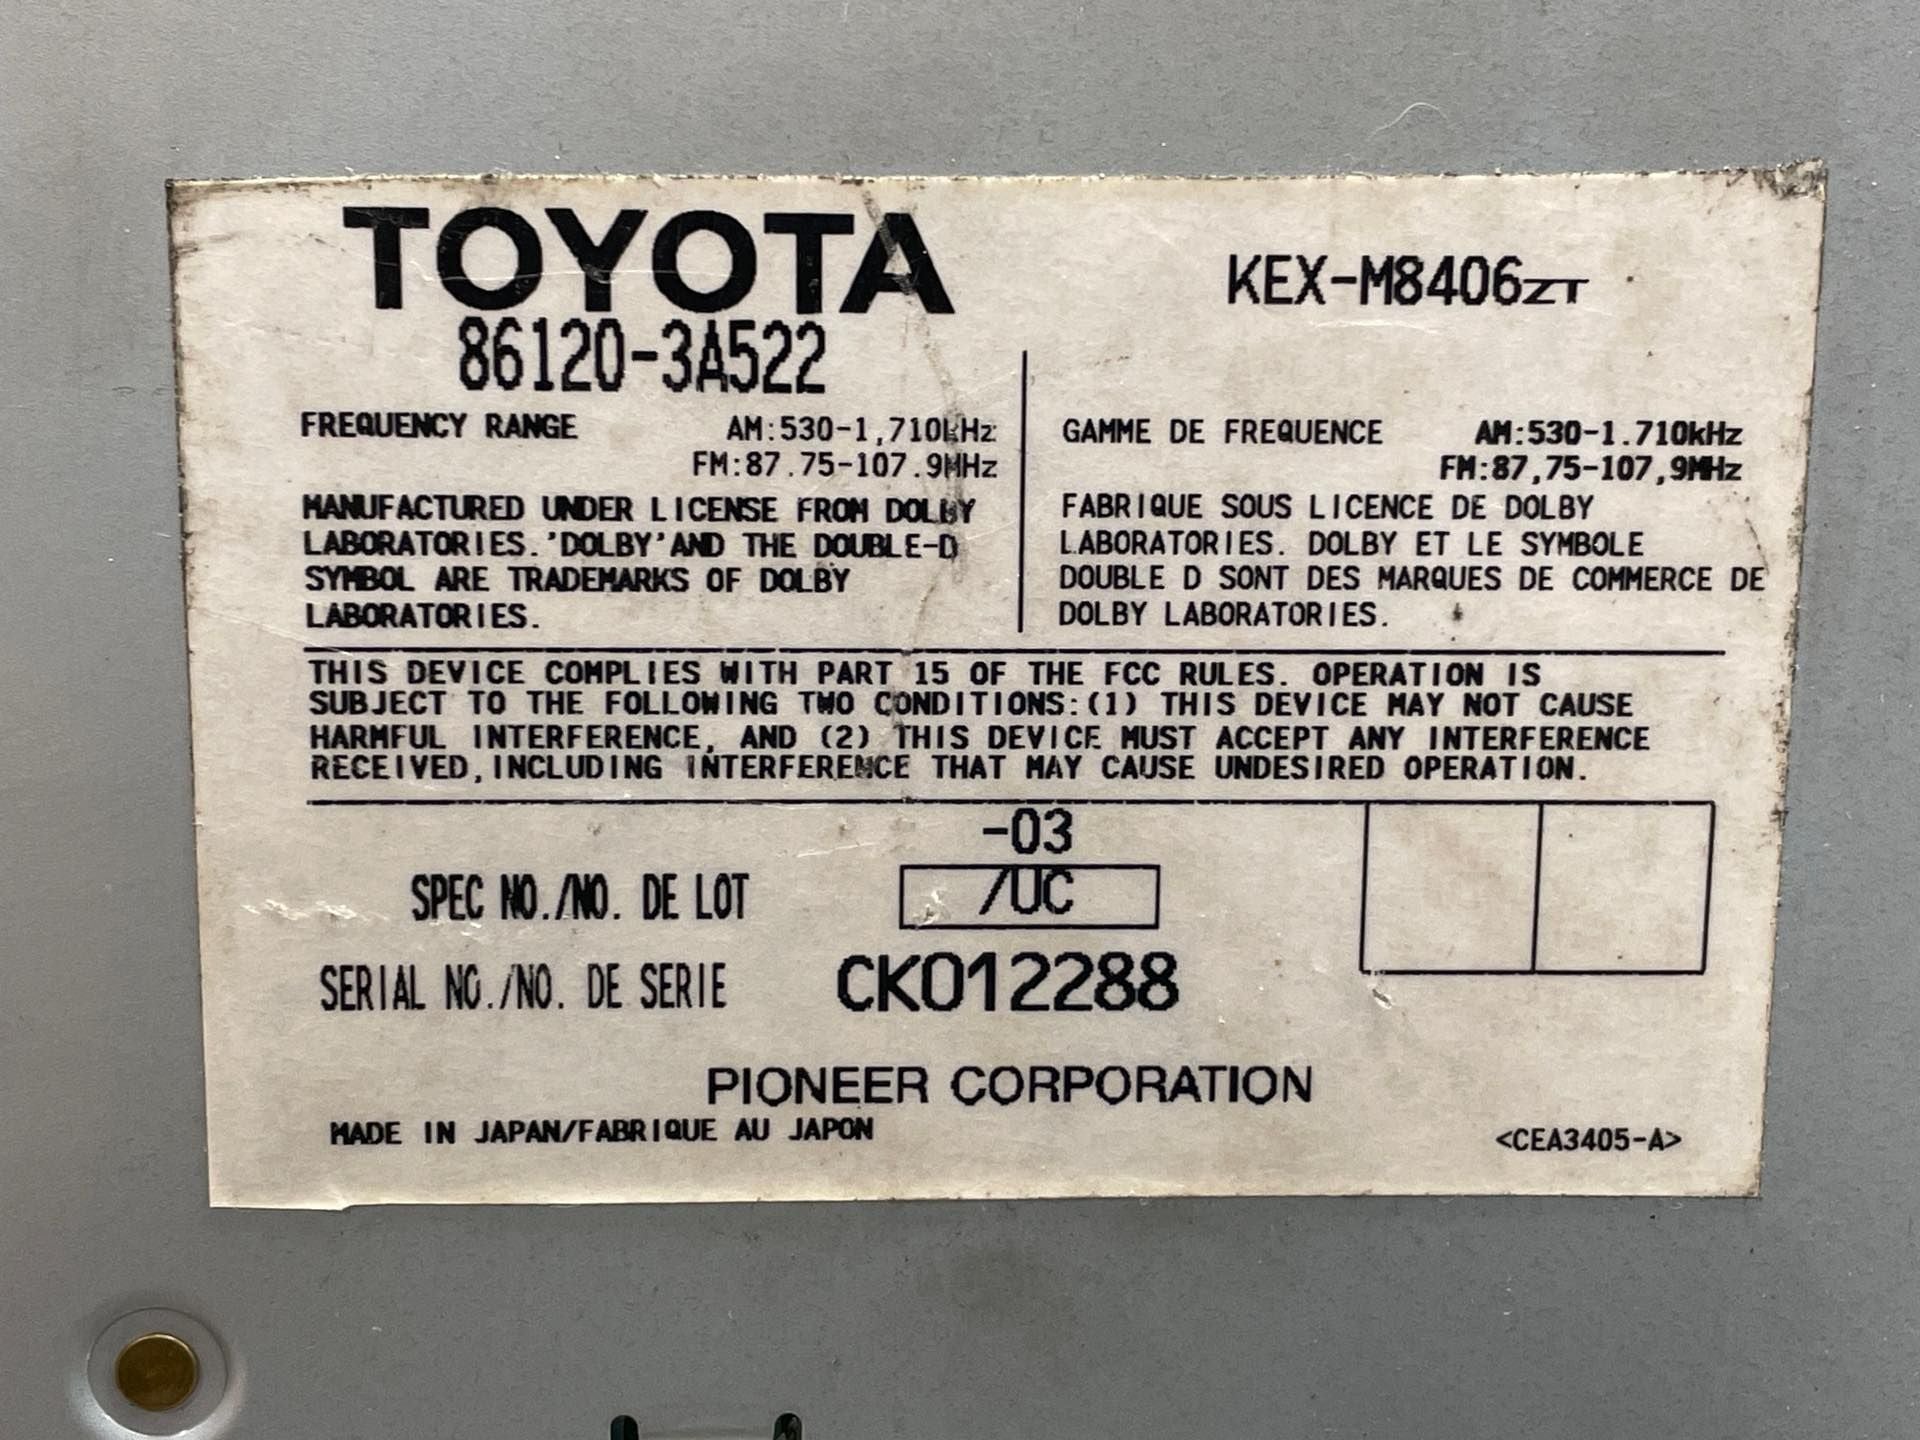 TOYOTA
KEX-M8406ZT
86120-3A522
FREQUENCY RANGE AM:530-1,710kHz
FM:87.75-107.9MHz
MANUFACTURED UNDER LICENSE FROM DOLBY
LABORATORIES.'DOLBY'AND THE DOUBLE-D
SYMBOL ARE TRADEMARKS OF DOLBY
LABORATORIES.
GAMME DE FREQUENCE AM:530-1.710kHz
FM:87,75-107,9MHz
FABRIQUE SOUS LICENCE DE DOLBY
LABORATORIES. DOLBY ET LE SYMBOLE
DOUBLE D SONT DES MARQUES DE COMMERCE DE
DOLBY LABORATORIES.
THIS DEVICE COMPLIES WITH PART 15 OF THE FCC RULES. OPERATION IS
SUBJECT TO THE FOLLOWING TWO CONDITIONS:(1) THIS DEVICE MAY NOT CAUSE
HARMFUL INTERFERENCE, AND (2) THIS DEVICE MUST ACCEPT ANY INTERFERENCE
RECEIVED,INCLUDING INTERFERENCE THAT MAY CAUSE UNDESIRED OPERATION.
-03
SPEC NO./NO. DE LOT /UC
SERIAL NO./NO. DE SERIE CK012288
PIONEER CORPORATION
MADE IN JAPAN/FABRIQUE AU JAPON
<CEA3405-A>